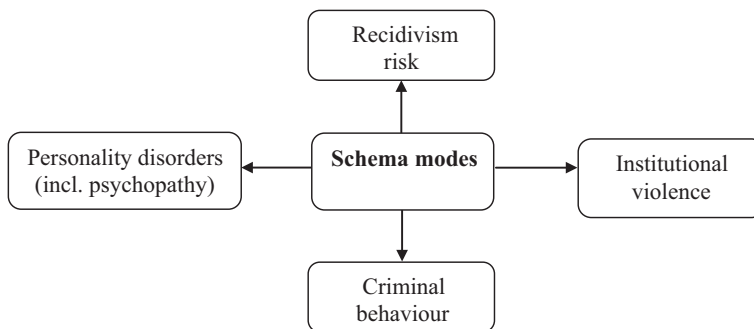 Recidivism
risk
Personality disorders
(incl. psychopathy)
Schema modes
Institutional
violence
Criminal
behaviour